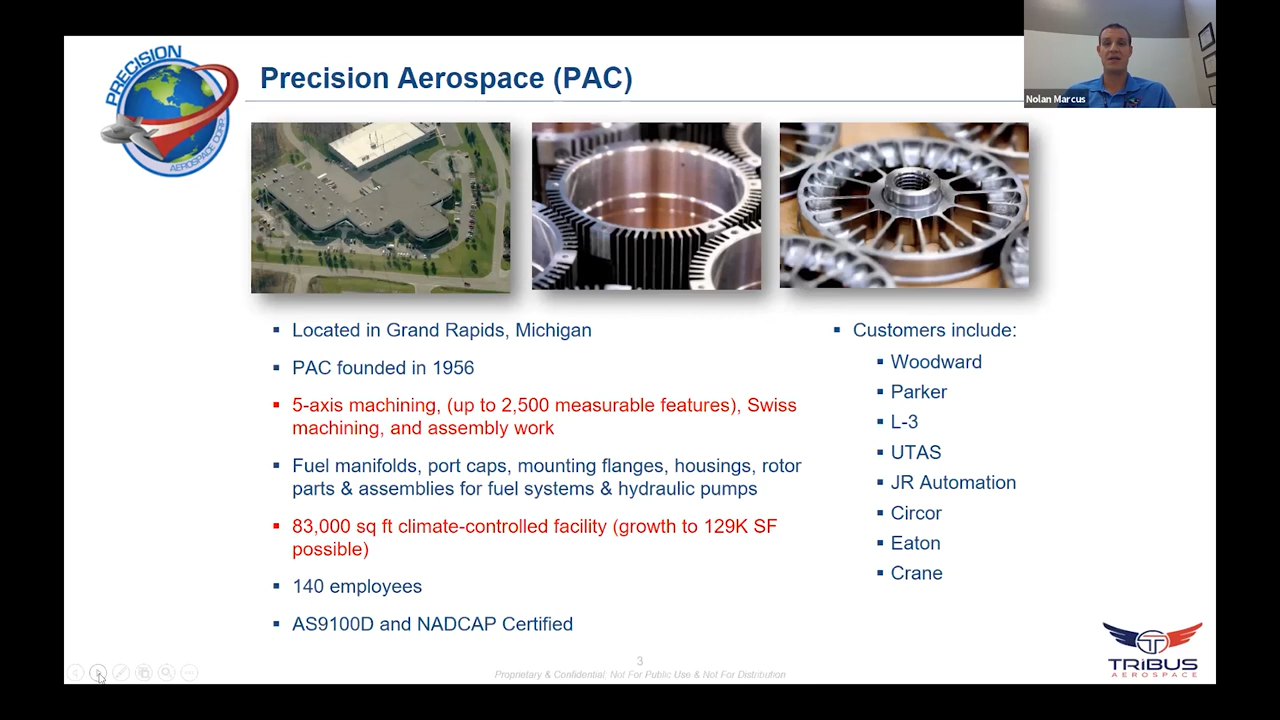 PRECISION
AEROSPACE CORP.
Precision Aerospace (PAC)
Nolan Marcus
▪ Located in Grand Rapids, Michigan
▪ PAC founded in 1956
▪ 5-axis machining, (up to 2,500 measurable features), Swiss
machining, and assembly work
▪ Fuel manifolds, port caps, mounting flanges, housings, rotor
parts & assemblies for fuel systems & hydraulic pumps
▪ 83,000 sq ft climate-controlled facility (growth to 129K SF
possible)
▪ 140 employees
▪ AS9100D and NADCAP Certified
▪ Customers include:
▪ Woodward
▪ Parker
▪ L-3
▪ UTAS
▪ JR Automation
▪ Circor
▪ Eaton
▪ Crane
3
Proprietary & Confidential; Not For Public Use & Not For Distribution
TRIBUS
AEROSPACE